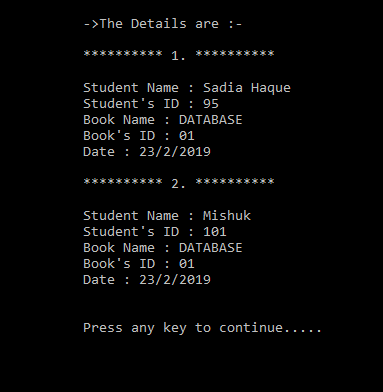 ->The Details are :-
********** 1. **********
Student Name : Sadia Haque
Student's ID : 95
Book Name : DATABASE
Book's ID : 01
Date : 23/2/2019
********** 2. **********
Student Name : Mishuk
Student's ID : 101
Book Name : DATABASE
Book's ID : 01
Date : 23/2/2019
Press any key to continue.....